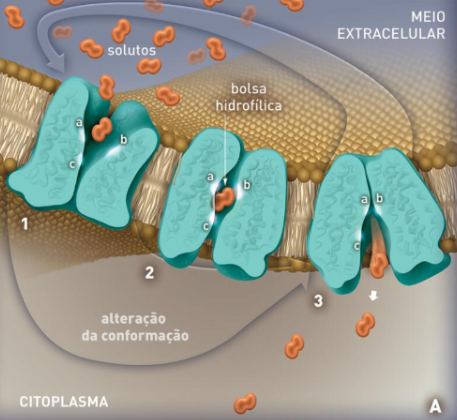 MEIO
EXTRACELULAR
solutos
bolsa
hidrofílica
a
b
c
a
b
c
a
b
c
1
2
3
alteração
da conformação
CITOPLASMA
A